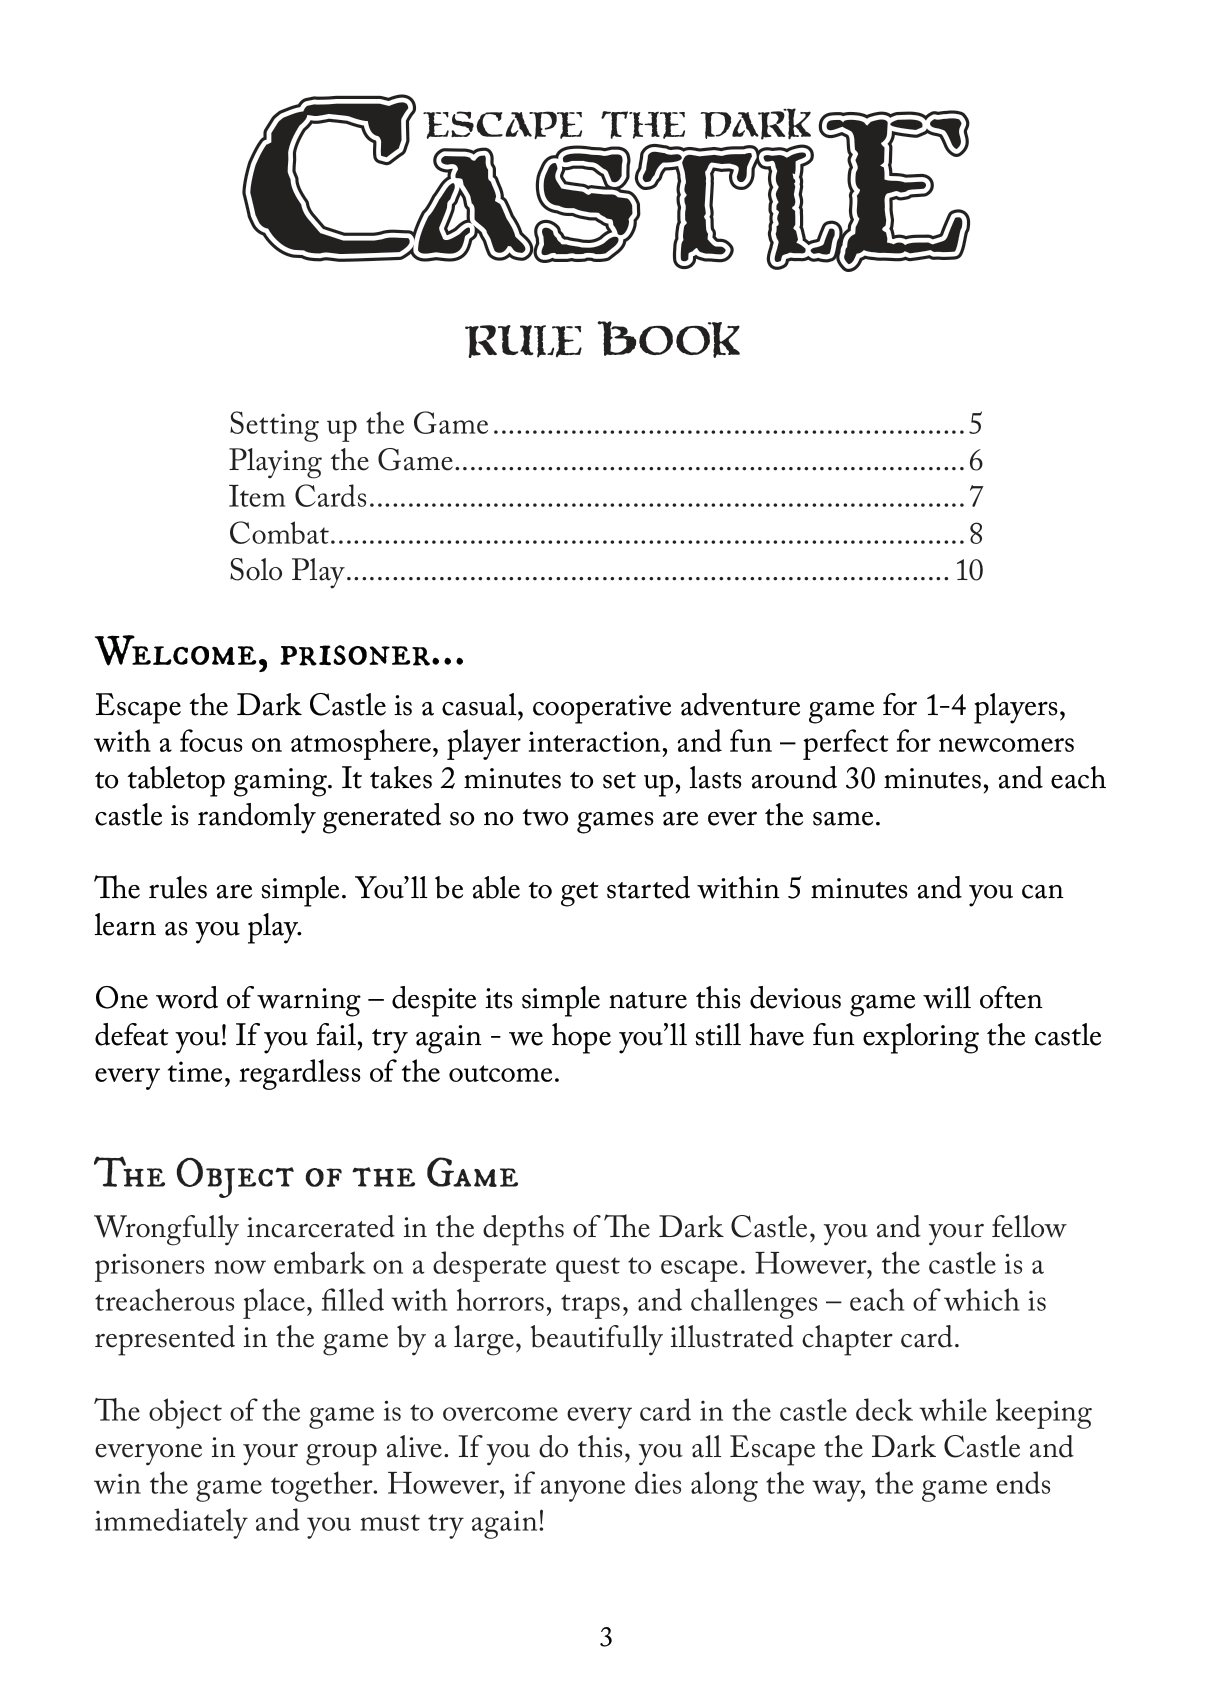 ESCAPE THE DARK
CASTLE
RULE BOOK
Setting up the Game.............................................................5
Playing the Game..................................................................6
Item Cards.............................................................................7
Combat..................................................................................8
Solo Play.............................................................................. 10
WELCOME, PRISONER...
Escape the Dark Castle is a casual, cooperative adventure game for 1-4 players,
with a focus on atmosphere, player interaction, and fun – perfect for newcomers
to tabletop gaming. It takes 2 minutes to set up, lasts around 30 minutes, and each
castle is randomly generated so no two games are ever the same.
The rules are simple. You’ll be able to get started within 5 minutes and you can
learn as you play.
One word of warning – despite its simple nature this devious game will often
defeat you! If you fail, try again - we hope you’ll still have fun exploring the castle
every time, regardless of the outcome.
THE OBJECT OF THE GAME
Wrongfully incarcerated in the depths of The Dark Castle, you and your fellow
prisoners now embark on a desperate quest to escape. However, the castle is a
treacherous place, filled with horrors, traps, and challenges – each of which is
represented in the game by a large, beautifully illustrated chapter card.
The object of the game is to overcome every card in the castle deck while keeping
everyone in your group alive. If you do this, you all Escape the Dark Castle and
win the game together. However, if anyone dies along the way, the game ends
immediately and you must try again!
3